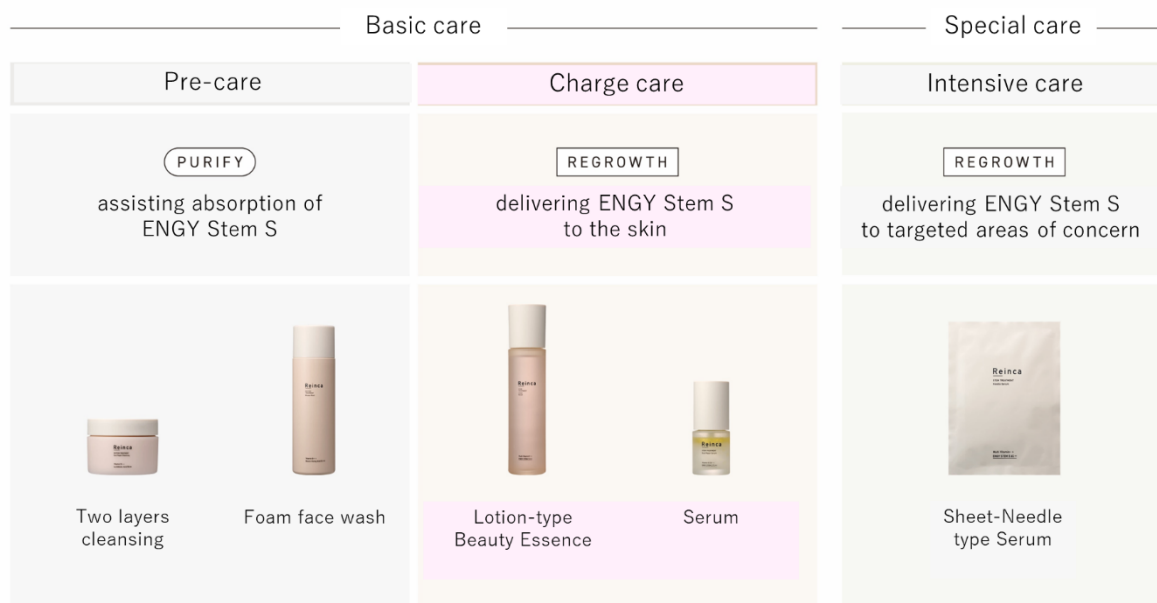 Basic care
Special care
Pre-care
Charge care
Intensive care
PURIFY
assisting absorption of
ENGY Stem S
REGROWTH
delivering ENGY Stem S
to the skin
REGROWTH
delivering ENGY Stem S
to targeted areas of concern
Reinca
Reinca
Reinca
Reinca
Reinca
Two layers
cleansing
Foam face wash
Lotion-type
Beauty Essence
Serum
Sheet-Needle
type Serum